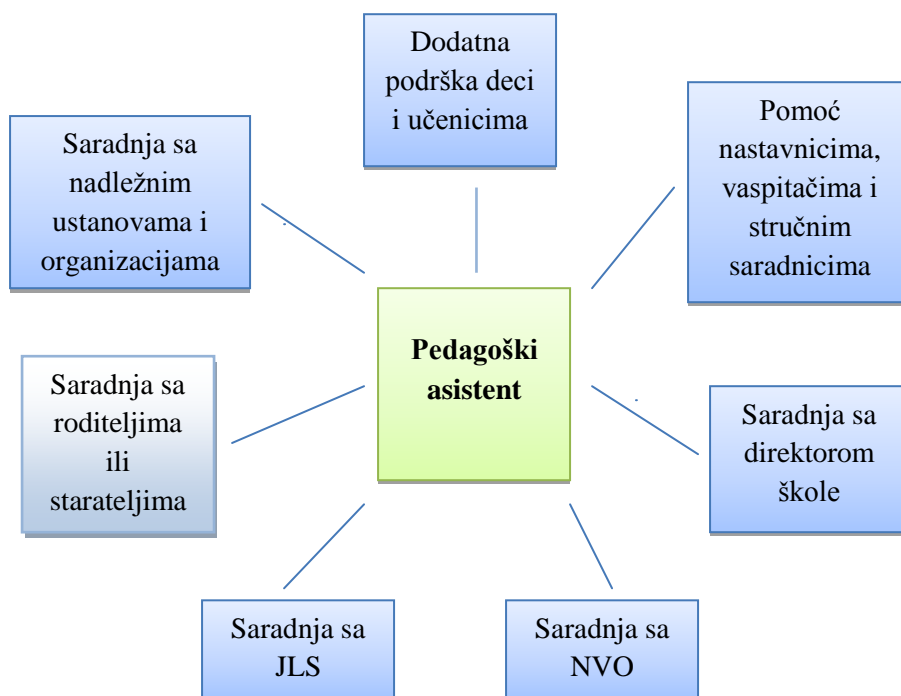 Dodatna
podrška deci
i učenicima
Pomoć
nastavnicima,
vaspitačima i
stručnim
saradnicima
Saradnja sa
nadležnim
ustanovama i
organizacijama
Pedagoški
asistent
Saradnja sa
roditeljima
ili
starateljima
Saradnja sa
direktorom
škole
Saradnja sa
JLS
Saradnja sa
NVO